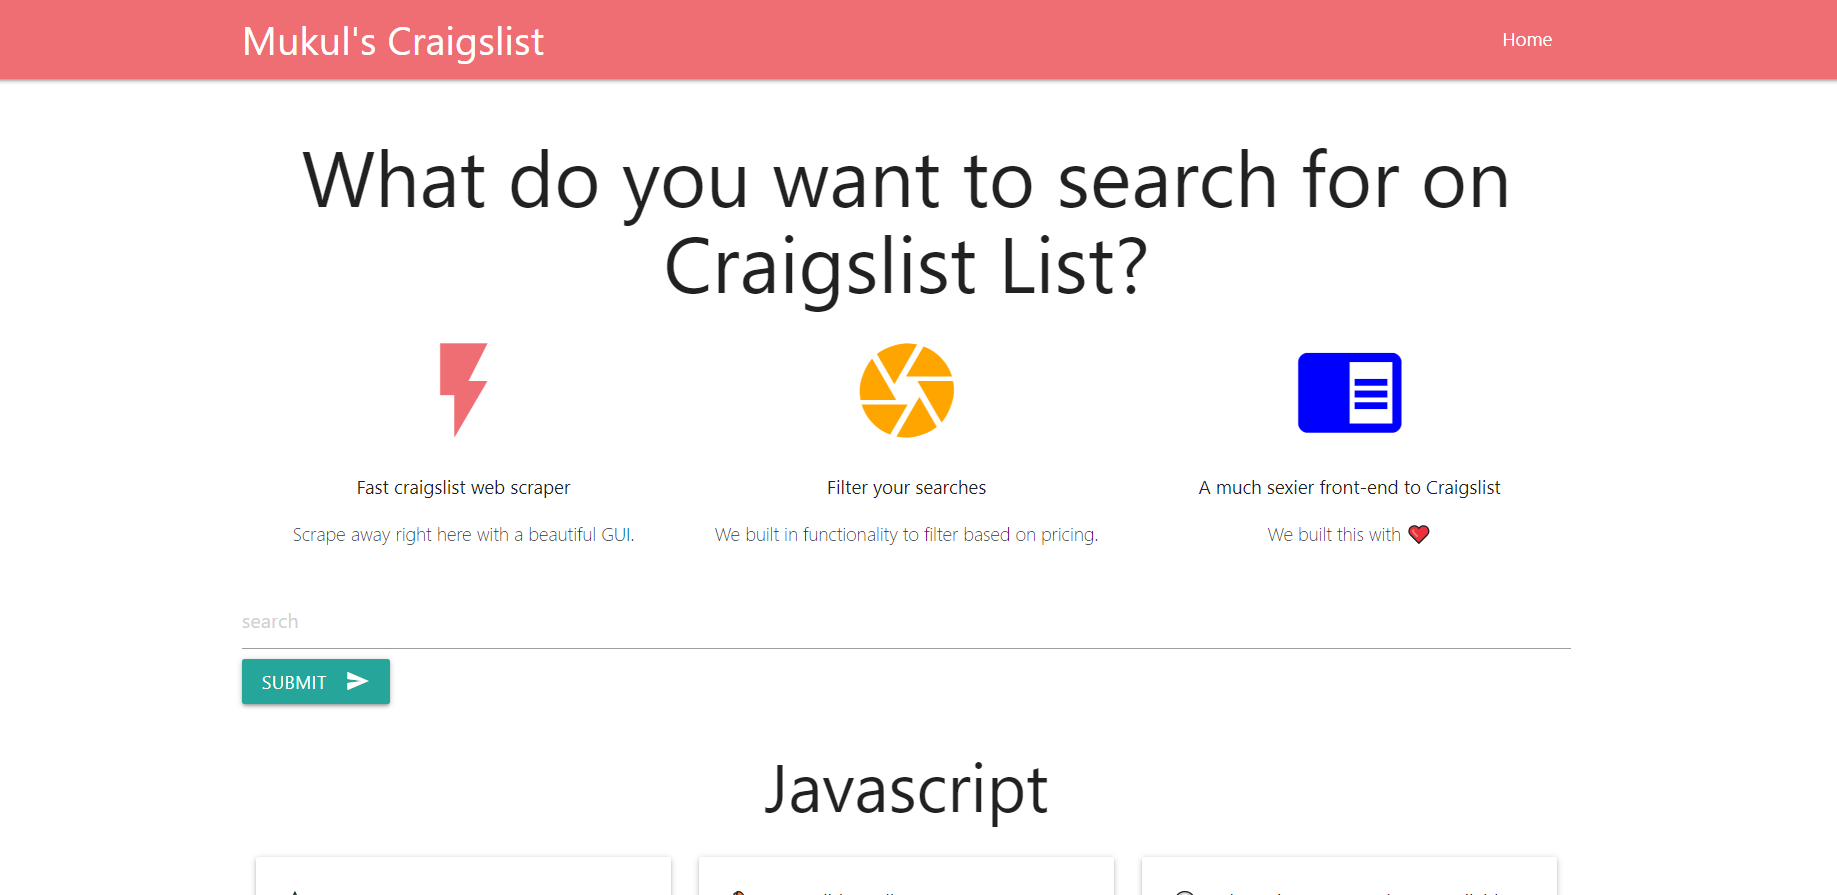 Mukul's Craigslist
Home
What do you want to search for on
Craigslist List?
Fast craigslist web scraper
Scrape away right here with a beautiful GUI.
Filter your searches
We built in functionality to filter based on pricing.
A much sexier front-end to Craigslist
We built this with
search
SUBMIT
Javascript